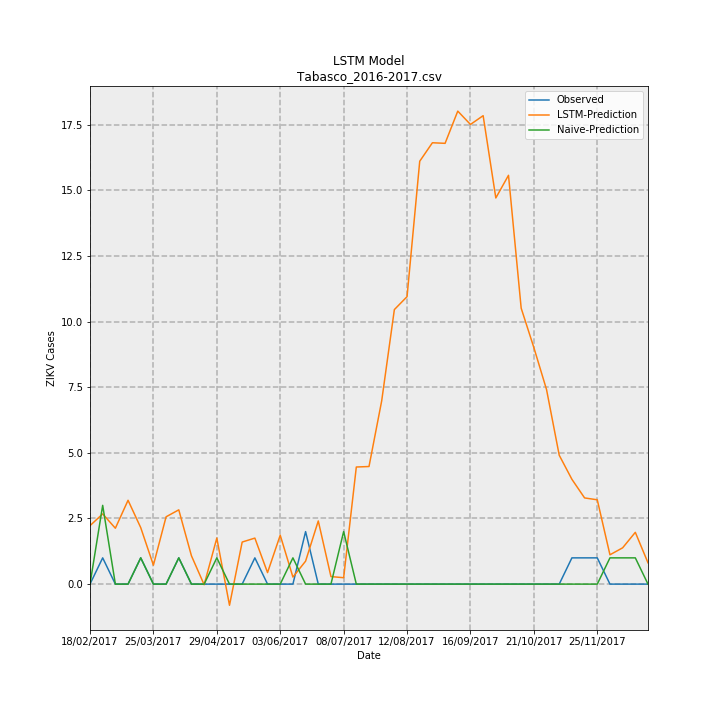 LSTM Model
Tabasco_2016-2017.csv
Observed
LSTM-Prediction
Naive-Prediction
17.5
15.0
12.5
10.0
7.5
5.0
2.5
0.0
ZIKV Cases
18/02/2017 25/03/2017 29/04/2017 03/06/2017 08/07/2017 12/08/2017 16/09/2017 21/10/2017 25/11/2017
Date